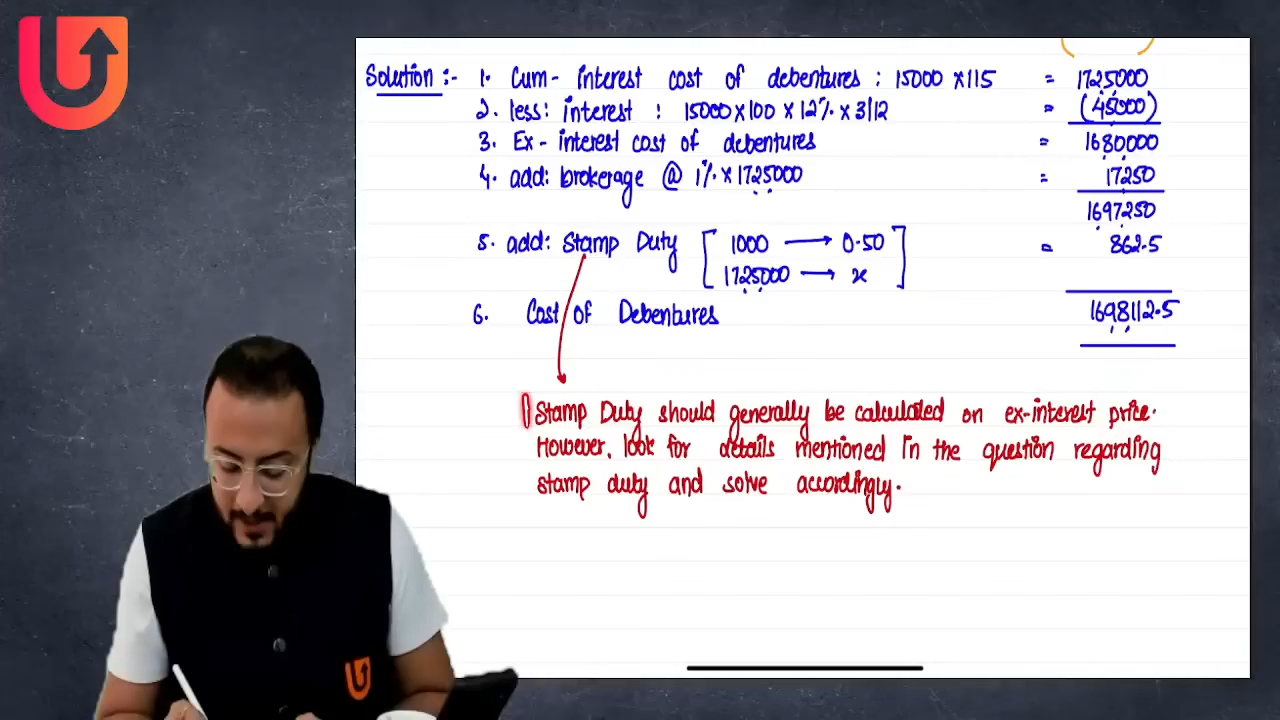 Solution :- 1. Cum - interest cost of debentures : 15000 x 115 = 1725000
2. less: interest : 15000 x 100 x 12% x 3/12 = (45000)
3. Ex - interest cost of debentures = 1680000
4. add: brokerage @ 1% x 1725000 = 17250
1697250
5. add: Stamp Duty [ 1000 → 0.50 = 862.5
1725000 → x ]
6. Cost of Debentures 1698112.5
Stamp Duty should generally be calculated on ex-interest price.
However, look for details mentioned in the question regarding
stamp duty and solve accordingly.